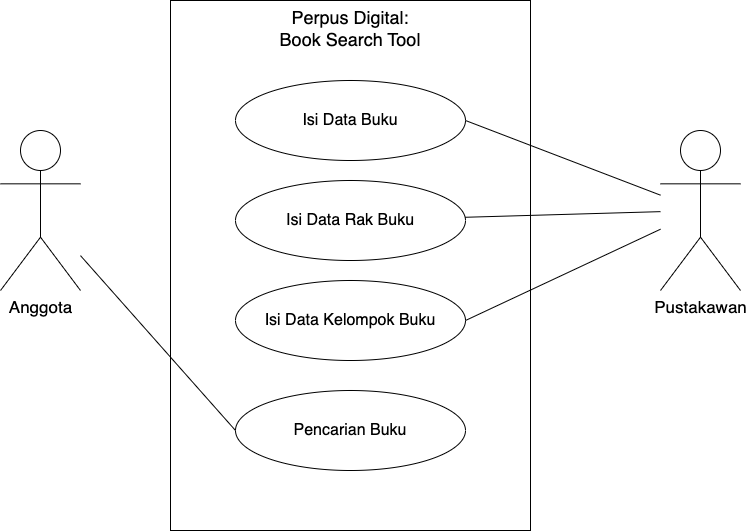 Perpus Digital:
Book Search Tool
Isi Data Buku
Isi Data Rak Buku
Isi Data Kelompok Buku
Pencarian Buku
Anggota
Pustakawan